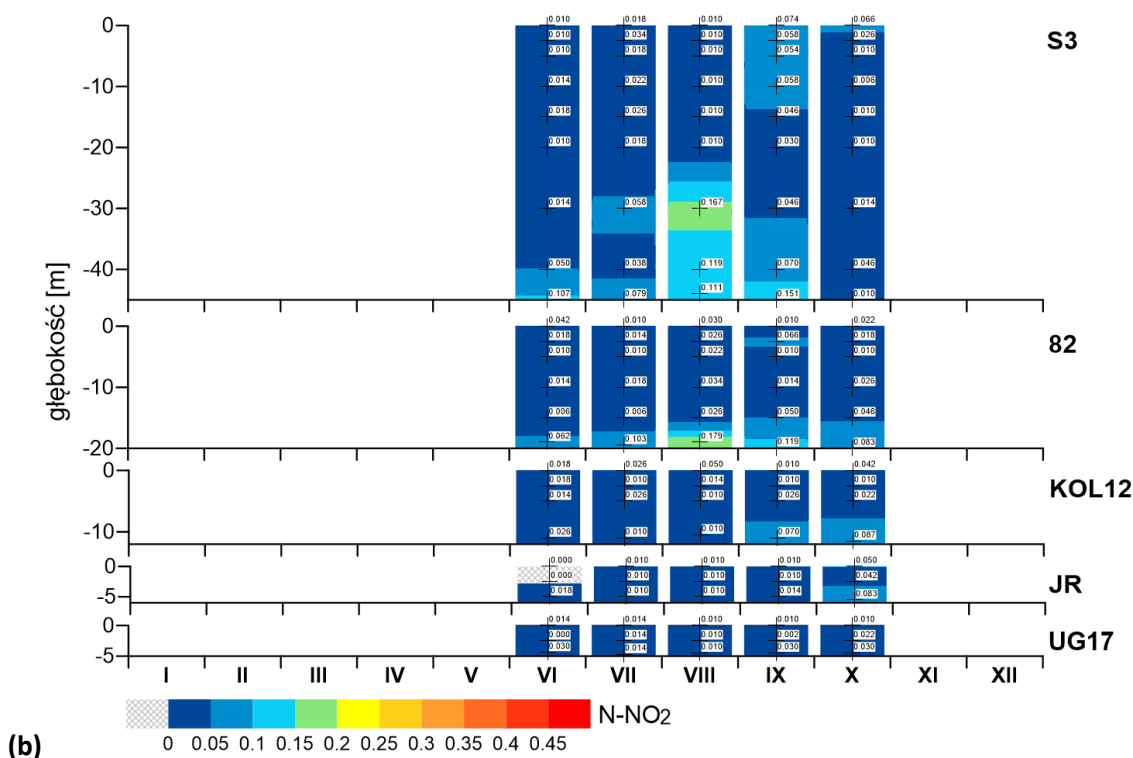 0 0.010 0.018 0.010 0.074 0.066
S3
0.010 0.034 0.010 0.058 0.026
0.010 0.018 0.010 0.054 0.010
-10 0.014 0.022 0.010 0.058 0.006
0.018 0.026 0.010 0.046 0.010
-20 0.010 0.018 0.010 0.030
-30 0.014 0.058 0.167 0.046 0.014
-40 0.050 0.038 0.119 0.070 0.046
0.107 0.079 0.111 0.151 0.010
głębokość [m]
0 0.042 0.010 0.030 0.010 0.022
82
0.018 0.014 0.026 0.066 0.018
0.010 0.010 0.022 0.010 0.010
-10 0.014 0.018 0.034 0.014 0.026
0.006 0.006 0.026 0.050 0.046
-20 0.062 0.103 0.179 0.119 0.083
0 0.018 0.026 0.050 0.010 0.042
KOL12
0.018 0.010 0.014 0.010 0.010
0.014 0.026 0.010 0.026 0.022
-10 0.026 0.010 0.010 0.070 0.087
0 0.000 0.010 0.010 0.010 0.050
JR
0.000 0.010 0.010 0.010 0.042
-5 0.018 0.010 0.010 0.014 0.083
0 0.014 0.014 0.010 0.010 0.010
UG17
0.000 0.014 0.010 0.002 0.022
-5 0.030 0.014 0.010 0.030 0.030
I II III IV V VI VII VIII IX X XI XII
N-NO2
0 0.05 0.1 0.15 0.2 0.25 0.3 0.35 0.4 0.45
(b)